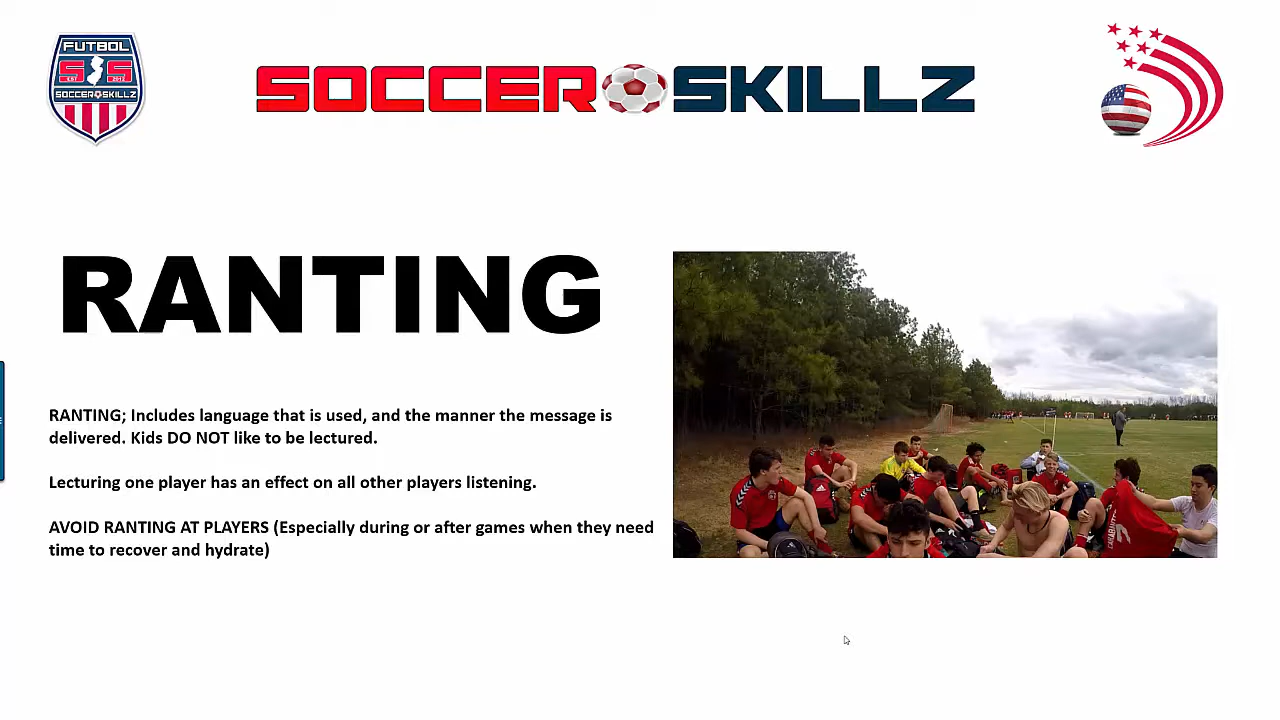 FUTBOL
SS
SOCCER SKILLZ
SOCCER SKILLZ
RANTING
RANTING; Includes language that is used, and the manner the message is
delivered. Kids DO NOT like to be lectured.
Lecturing one player has an effect on all other players listening.
AVOID RANTING AT PLAYERS (Especially during or after games when they need
time to recover and hydrate)